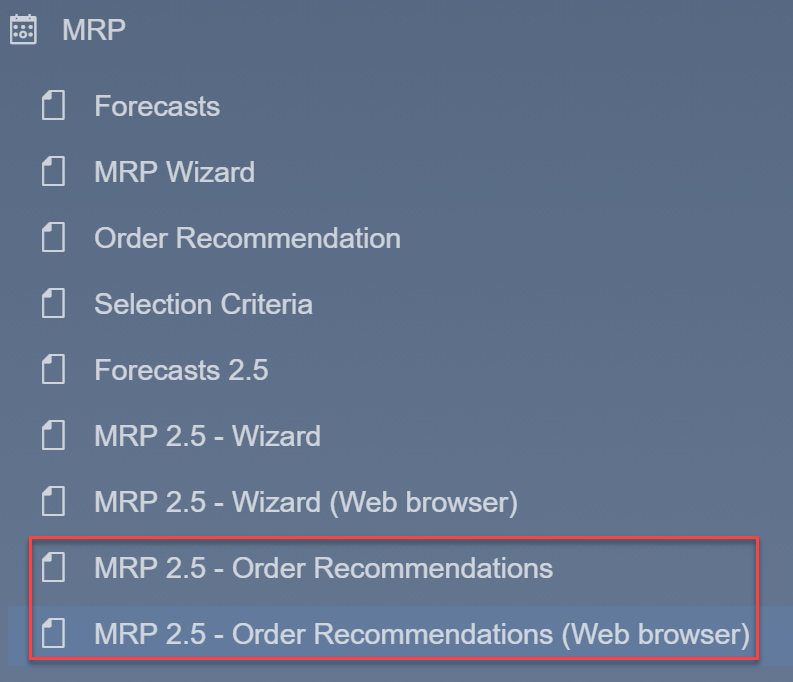 MRP
Forecasts
MRP Wizard
Order Recommendation
Selection Criteria
Forecasts 2.5
MRP 2.5 - Wizard
MRP 2.5 - Wizard (Web browser)
MRP 2.5 - Order Recommendations
MRP 2.5 - Order Recommendations (Web browser)